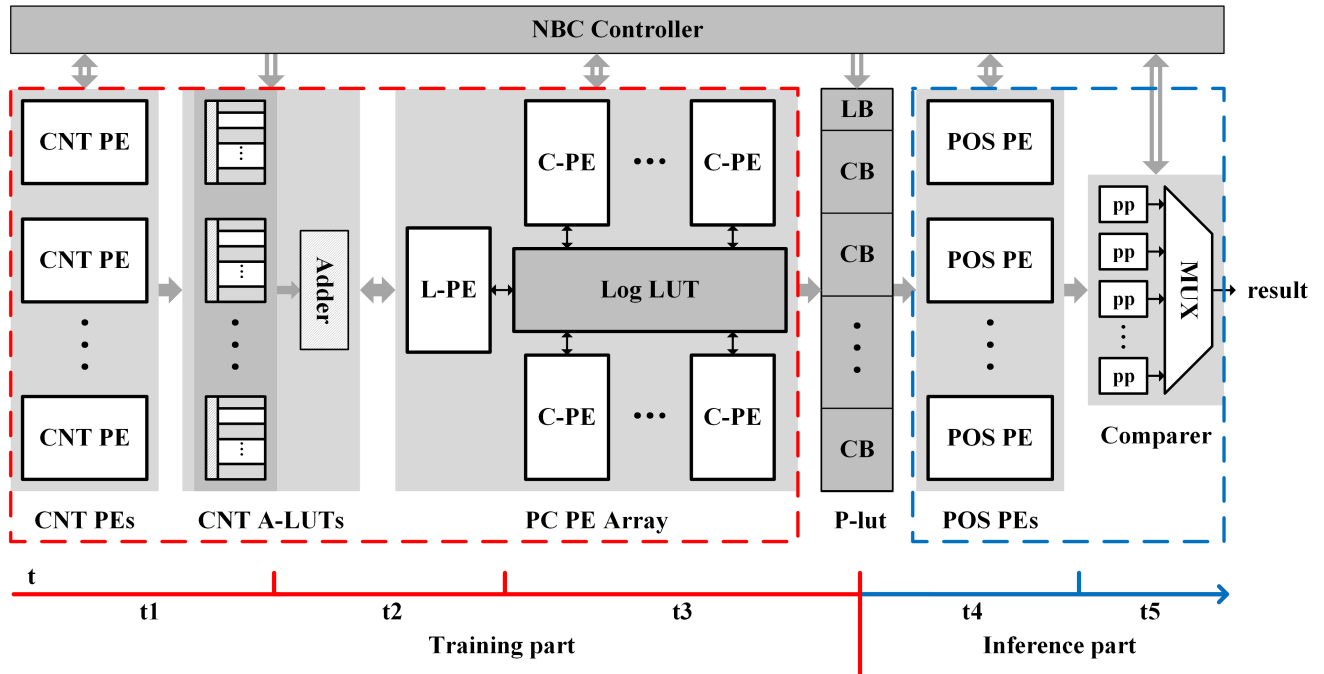 NBC Controller
CNT PE
CNT PE
CNT PE
CNT PEs
...
...
...
Adder
CNT A-LUTs
C-PE
...
C-PE
L-PE
Log LUT
C-PE
...
C-PE
PC PE Array
LB
CB
CB
CB
P-lut
POS PE
POS PE
POS PE
POS PEs
pp
pp
pp
...
pp
MUX
Comparer
result
t
t1
t2
t3
t4
t5
Training part
Inference part